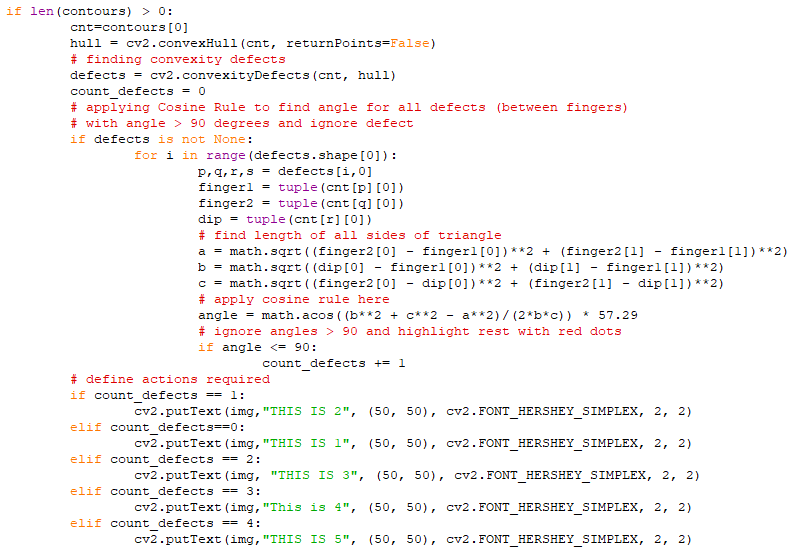 if len(contours) > 0:
        cnt=contours[0]
        hull = cv2.convexHull(cnt, returnPoints=False)
        # finding convexity defects
        defects = cv2.convexityDefects(cnt, hull)
        count_defects = 0
        # applying Cosine Rule to find angle for all defects (between fingers)
        # with angle > 90 degrees and ignore defect
        if defects is not None:
                for i in range(defects.shape[0]):
                        p,q,r,s = defects[i,0]
                        finger1 = tuple(cnt[p][0])
                        finger2 = tuple(cnt[q][0])
                        dip = tuple(cnt[r][0])
                        # find length of all sides of triangle
                        a = math.sqrt((finger2[0] - finger1[0])**2 + (finger2[1] - finger1[1])**2)
                        b = math.sqrt((dip[0] - finger1[0])**2 + (dip[1] - finger1[1])**2)
                        c = math.sqrt((finger2[0] - dip[0])**2 + (finger2[1] - dip[1])**2)
                        # apply cosine rule here
                        angle = math.acos((b**2 + c**2 - a**2)/(2*b*c)) * 57.29
                        # ignore angles > 90 and highlight rest with red dots
                        if angle <= 90:
                                count_defects += 1
        # define actions required
        if count_defects == 1:
                cv2.putText(img,"THIS IS 2", (50, 50), cv2.FONT_HERSHEY_SIMPLEX, 2, 2)
        elif count_defects==0:
                cv2.putText(img,"THIS IS 1", (50, 50), cv2.FONT_HERSHEY_SIMPLEX, 2, 2)
        elif count_defects == 2:
                cv2.putText(img, "THIS IS 3", (50, 50), cv2.FONT_HERSHEY_SIMPLEX, 2, 2)
        elif count_defects == 3:
                cv2.putText(img,"This is 4", (50, 50), cv2.FONT_HERSHEY_SIMPLEX, 2, 2)
        elif count_defects == 4:
                cv2.putText(img,"THIS IS 5", (50, 50), cv2.FONT_HERSHEY_SIMPLEX, 2, 2)